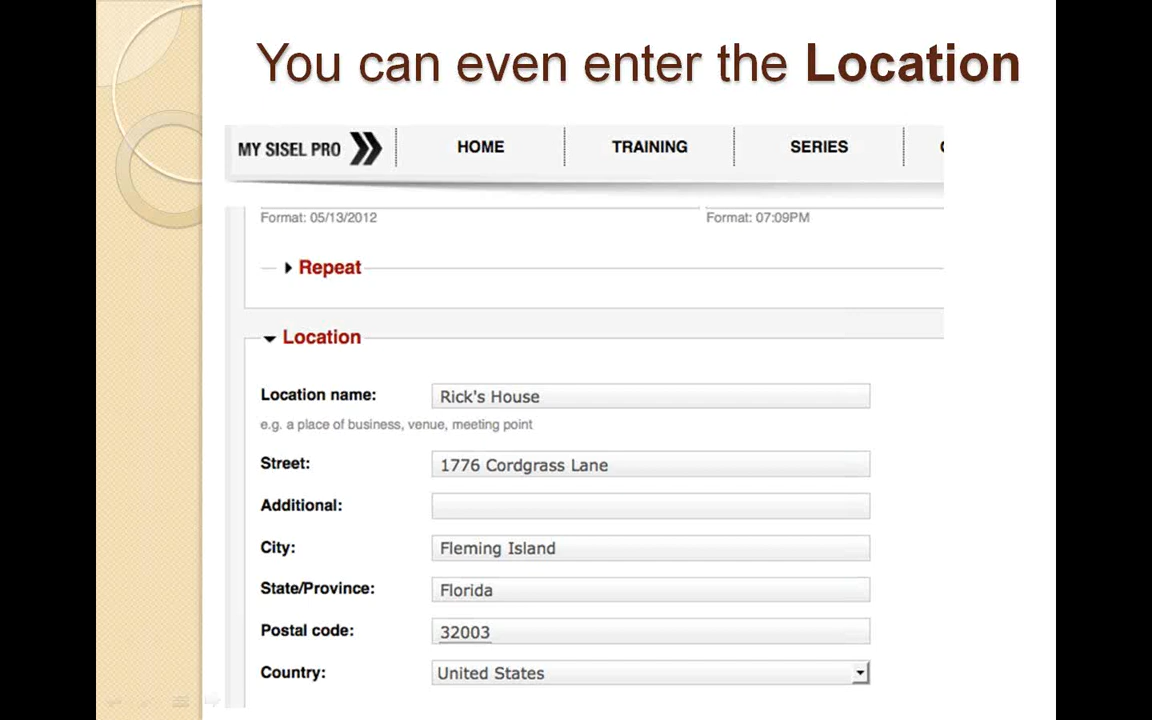 You can even enter the Location
MY SISEL PRO HOME TRAINING SERIES
Format: 05/13/2012 Format: 07:09PM
Repeat
Location
Location name: Rick's House
e.g. a place of business, venue, meeting point
Street: 1776 Cordgrass Lane
Additional:
City: Fleming Island
State/Province: Florida
Postal code: 32003
Country: United States